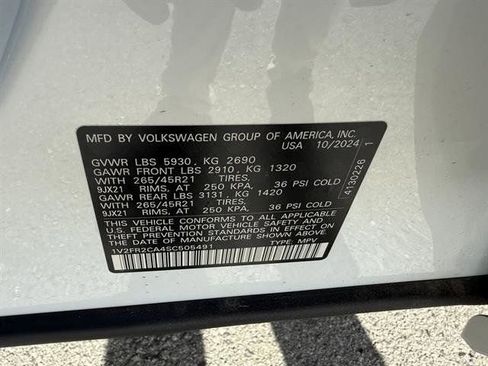 MFD BY VOLKSWAGEN GROUP OF AMERICA, INC.
USA 10/2024
GVWR LBS 5930, KG 2690
GAWR FRONT LBS 2910, KG 1320
WITH 265/45R21 TIRES,
9JX21 RIMS, AT 250 KPA, 36 PSI COLD
GAWR REAR LBS 3131, KG 1420
WITH 265/45R21 TIRES,
9JX21 RIMS, AT 250 KPA, 36 PSI COLD
THIS VEHICLE CONFORMS TO ALL APPLICABLE
U.S. FEDERAL MOTOR VEHICLE SAFETY AND
THEFT PREVENTION STANDARDS IN EFFECT ON THE
DATE OF MANUFACTURE SHOWN ABOVE.
1V2FR2CA4SC505491 TYPE: MPV
4130226 1